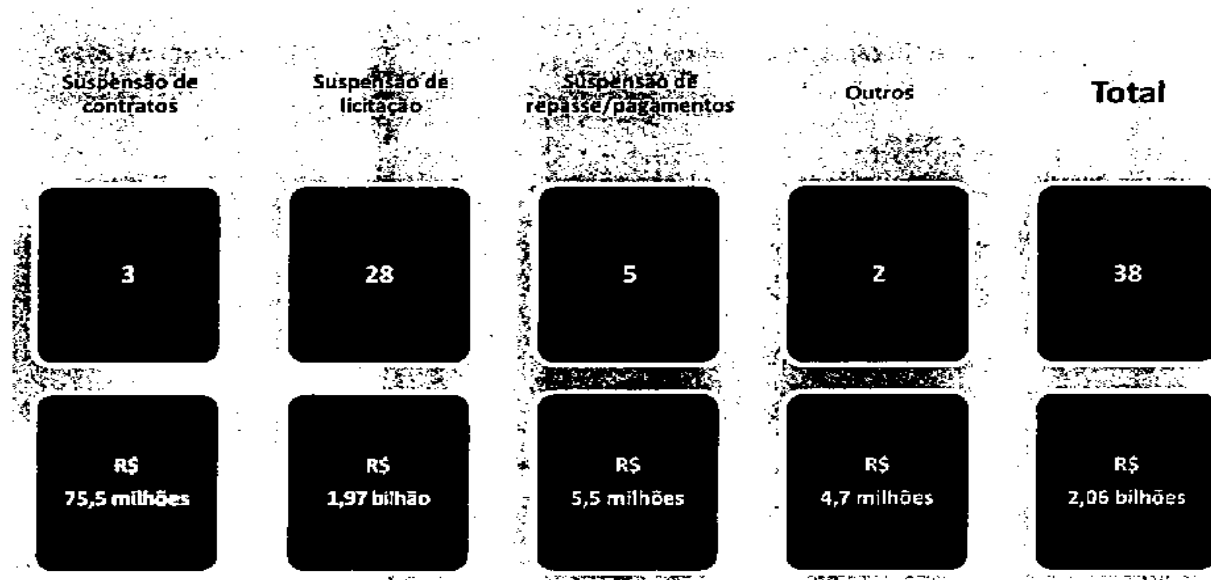 Suspensão de
contratos
Suspensão de
licitação
Suspensão de
repasse/pagamentos
Outros
Total
3
28
5
2
38
R$
75,5 milhões
R$
1,97 bilhão
R$
5,5 milhões
R$
4,7 milhões
R$
2,06 bilhões